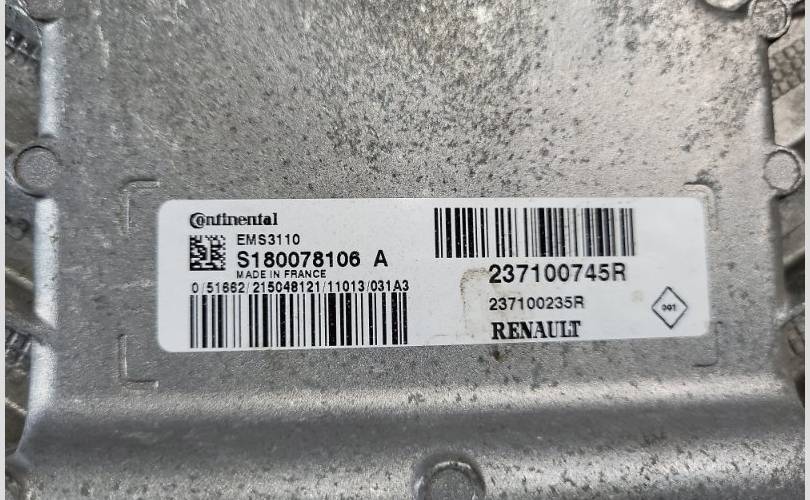 Continental
EMS3110
S180078106 A
MADE IN FRANCE
0/51662/215048121/11013/031A3
237100745R
237100235R
RENAULT